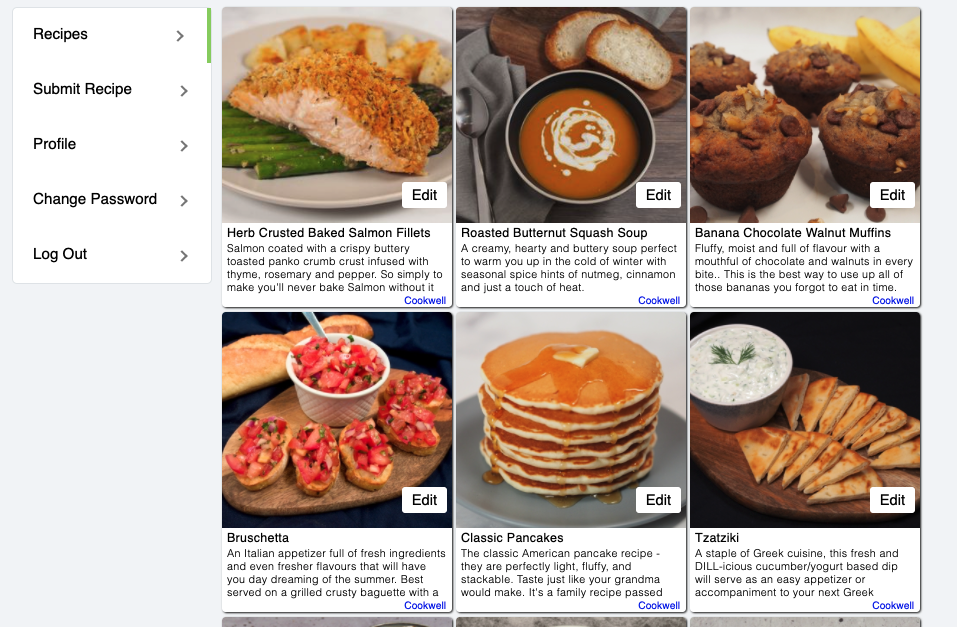 Recipes
Submit Recipe
Profile
Change Password
Log Out
Edit
Herb Crusted Baked Salmon Fillets
Salmon coated with a crispy buttery
toasted panko crumb crust infused with
thyme, rosemary and pepper. So simply to
make you'll never bake Salmon without it
Cookwell
Edit
Roasted Butternut Squash Soup
A creamy, hearty and buttery soup perfect
to warm you up in the cold of winter with
seasonal spice hints of nutmeg, cinnamon
and just a touch of heat.
Cookwell
Edit
Banana Chocolate Walnut Muffins
Fluffy, moist and full of flavour with a
mouthful of chocolate and walnuts in every
bite.. This is the best way to use up all of
those bananas you forgot to eat in time.
Cookwell
Edit
Bruschetta
An Italian appetizer full of fresh ingredients
and even fresher flavours that will have
you day dreaming of the summer. Best
served on a grilled crusty baguette with a
Cookwell
Edit
Classic Pancakes
The classic American pancake recipe -
they are perfectly light, fluffy, and
stackable. Taste just like your grandma
would make. It's a family recipe passed
Cookwell
Edit
Tzatziki
A staple of Greek cuisine, this fresh and
DILL-icious cucumber/yogurt based dip
will serve as an easy appetizer or
accompaniment to your next Greek
Cookwell